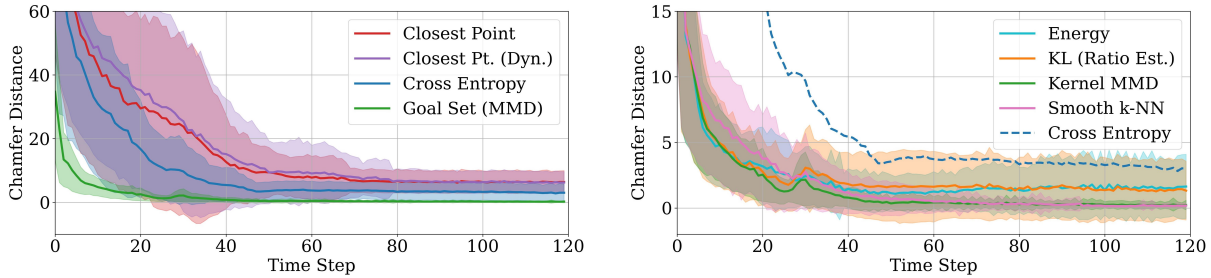 60
40
20
0
Chamfer Distance
0 20 40 60 80 100 120
Time Step
Closest Point
Closest Pt. (Dyn.)
Cross Entropy
Goal Set (MMD)
15
10
5
0
Chamfer Distance
0 20 40 60 80 100 120
Time Step
Energy
KL (Ratio Est.)
Kernel MMD
Smooth k-NN
Cross Entropy